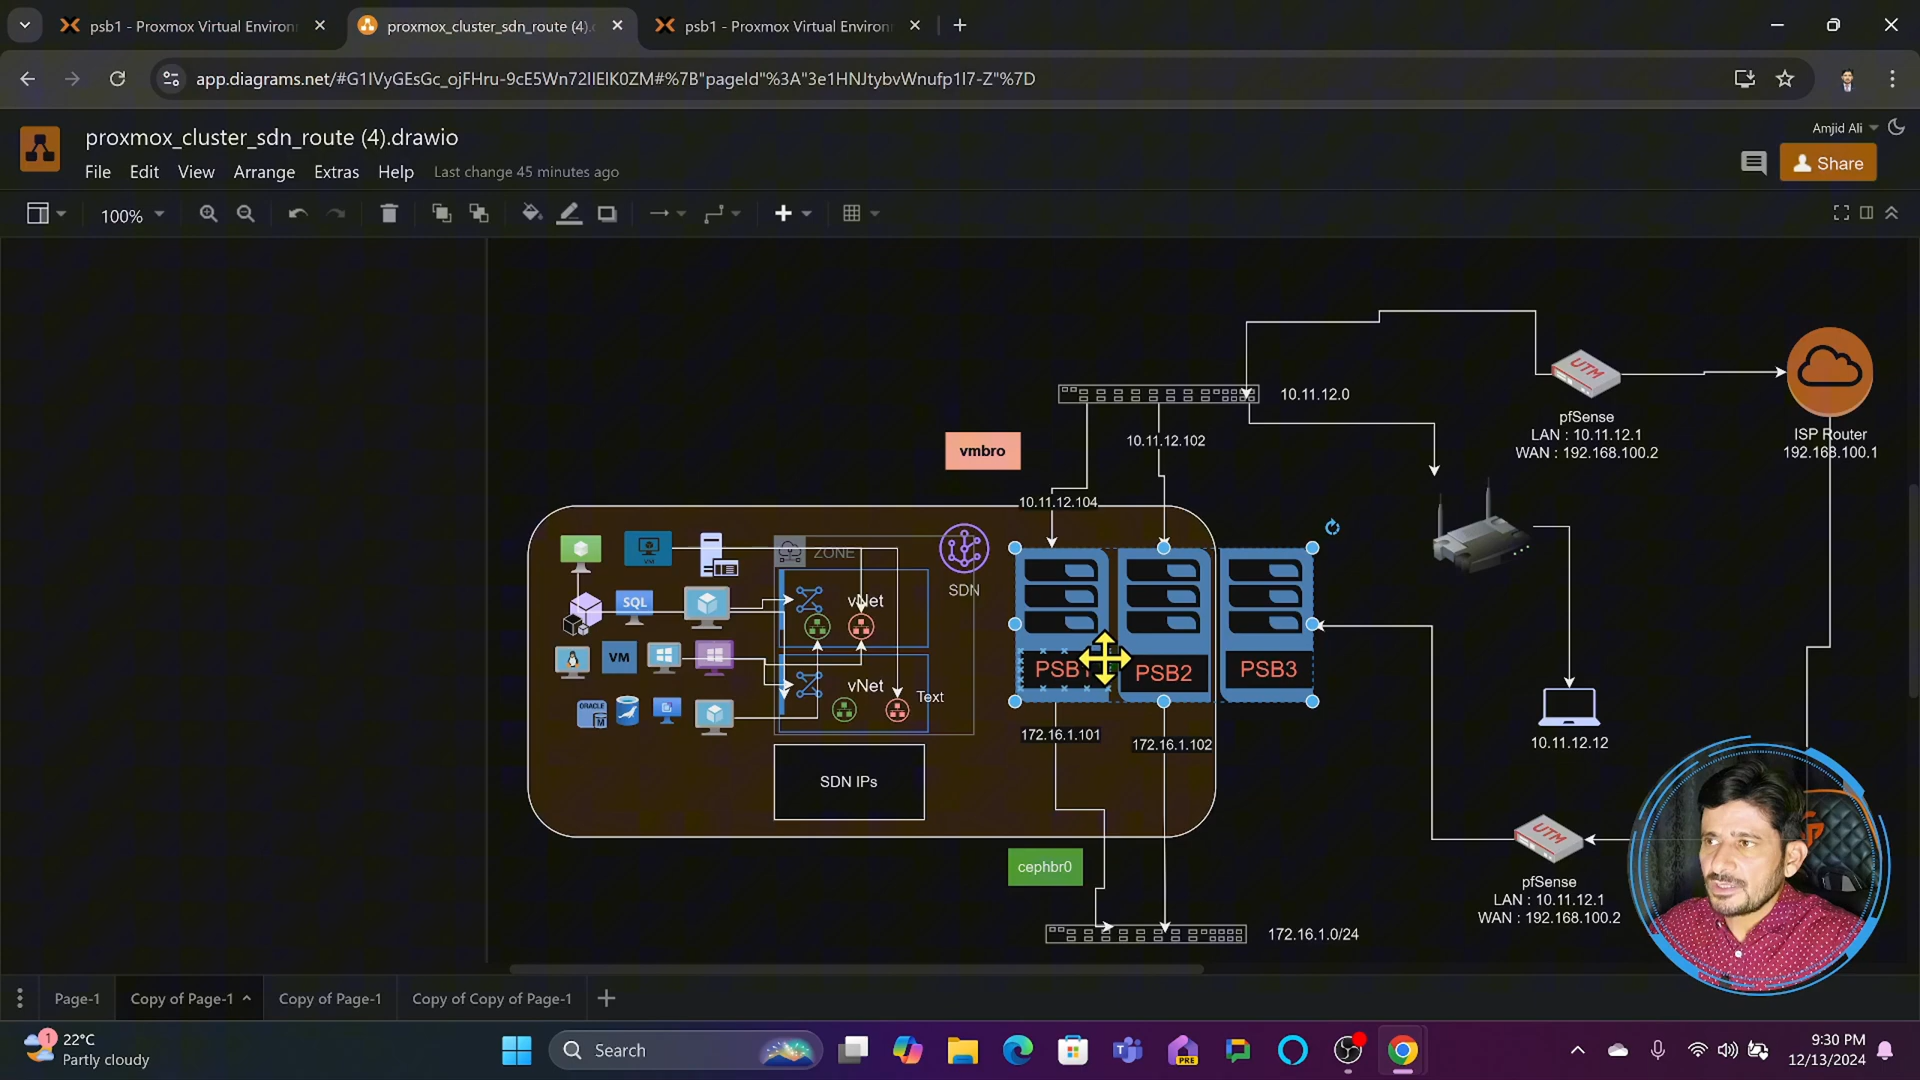 psb1 - Proxmox Virtual Environ
proxmox_cluster_sdn_route (4).
psb1 - Proxmox Virtual Environ
app.diagrams.net/#G1IVyGEsGc_ojFHru-9cE5Wn72IlEIK0ZM#%7B"pageId"%3A"3e1HNJtybvWnufp1I7-Z"%7D
proxmox_cluster_sdn_route (4).drawio
Amjid Ali
File Edit View Arrange Extras Help Last change 45 minutes ago
Share
100%
UTM
10.11.12.0
pfSense
LAN : 10.11.12.1
WAN : 192.168.100.2
ISP Router
192.168.100.1
10.11.12.102
vmbro
10.11.12.104
VM
ZONE
SDN
SQL
vNet
VM
PSB1
PSB2
PSB3
vNet
Text
ORACLE
M
172.16.1.101
172.16.1.102
10.11.12.12
SDN IPs
UTM
cephbr0
pfSense
LAN : 10.11.12.1
WAN : 192.168.100.2
172.16.1.0/24
Page-1
Copy of Page-1
Copy of Page-1
Copy of Copy of Page-1
1
22°C
Partly cloudy
Search
PRE
9:30 PM
12/13/2024